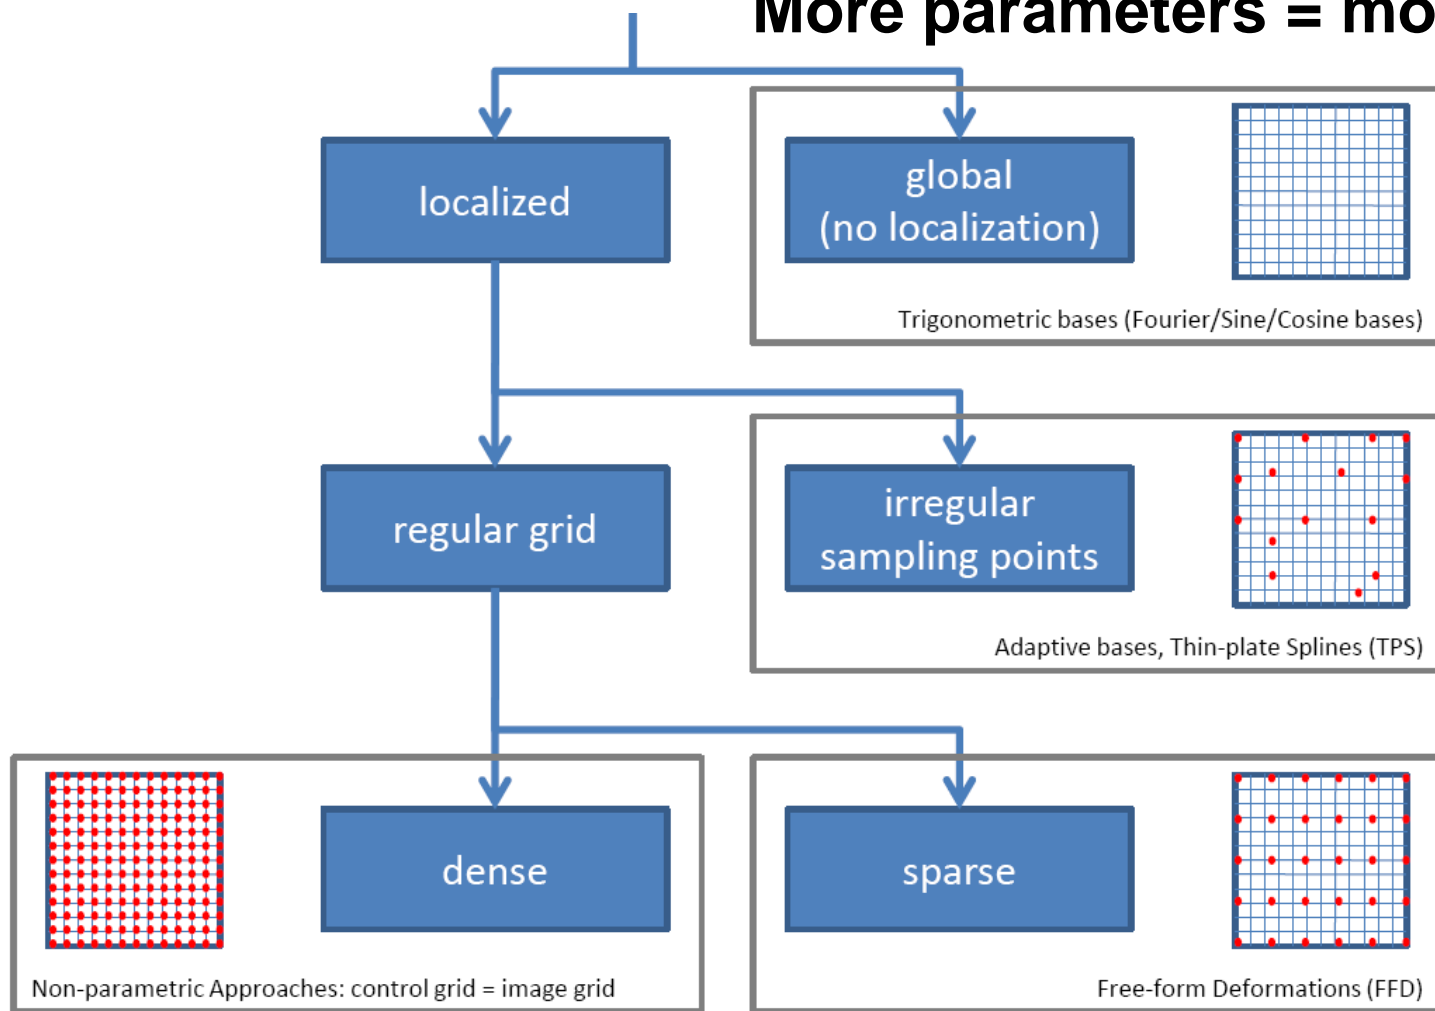 More parameters = mo
localized
global
(no localization)
Trigonometric bases (Fourier/Sine/Cosine bases)
regular grid
irregular
sampling points
Adaptive bases, Thin-plate Splines (TPS)
dense
sparse
Non-parametric Approaches: control grid = image grid
Free-form Deformations (FFD)